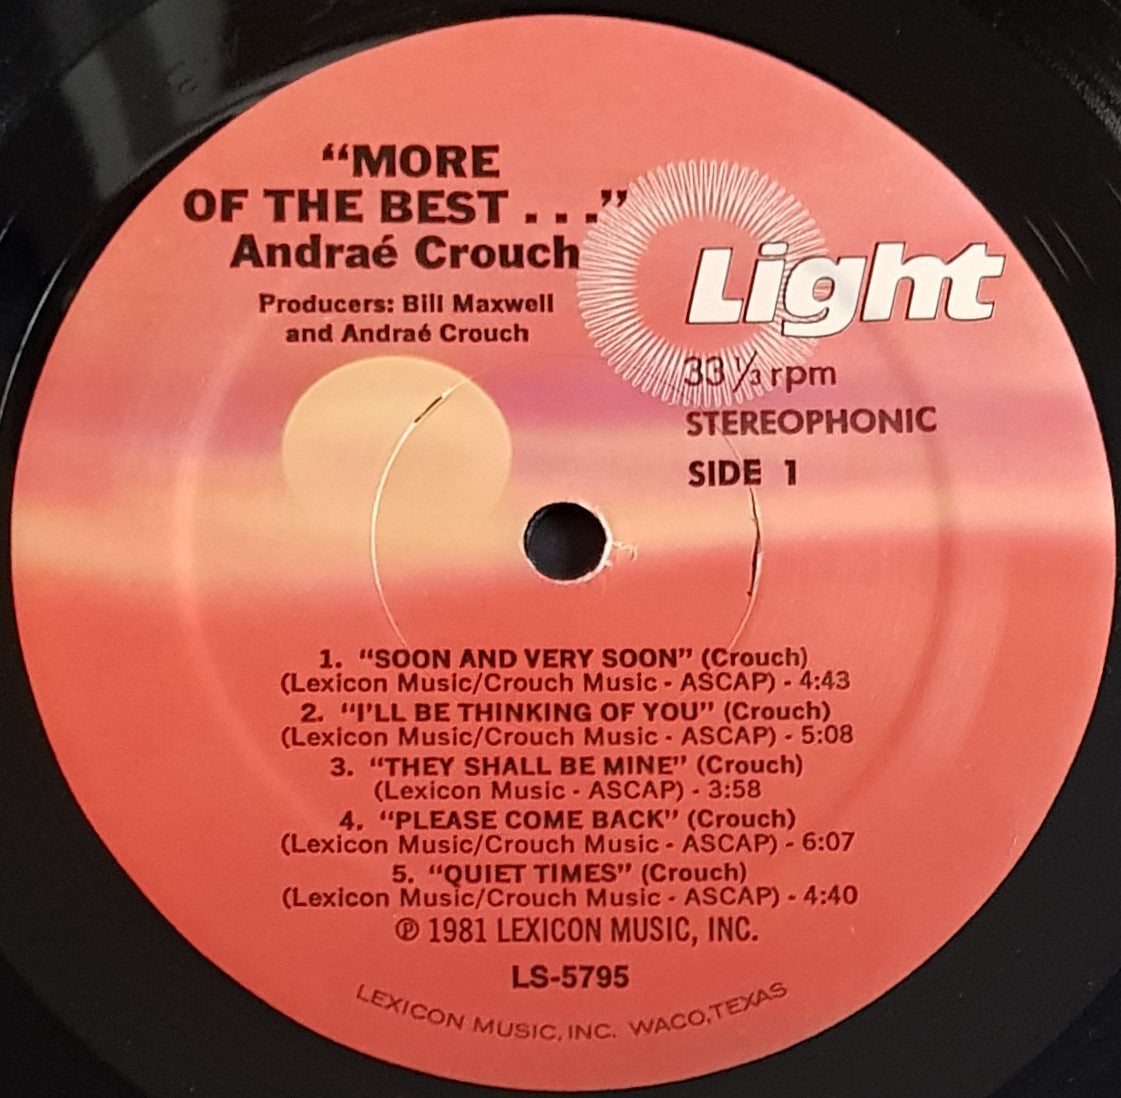 “MORE
OF THE BEST . . .”
Andraé Crouch
Producers: Bill Maxwell
and Andraé Crouch
Light
33 1/3 rpm
STEREOPHONIC
SIDE 1
1. “SOON AND VERY SOON” (Crouch)
(Lexicon Music/Crouch Music - ASCAP) - 4:43
2. “I'LL BE THINKING OF YOU” (Crouch)
(Lexicon Music/Crouch Music - ASCAP) - 5:08
3. “THEY SHALL BE MINE” (Crouch)
(Lexicon Music - ASCAP) - 3:58
4. “PLEASE COME BACK” (Crouch)
(Lexicon Music/Crouch Music - ASCAP) - 6:07
5. “QUIET TIMES” (Crouch)
(Lexicon Music/Crouch Music - ASCAP) - 4:40
℗ 1981 LEXICON MUSIC, INC.
LS-5795
LEXICON MUSIC, INC. WACO, TEXAS